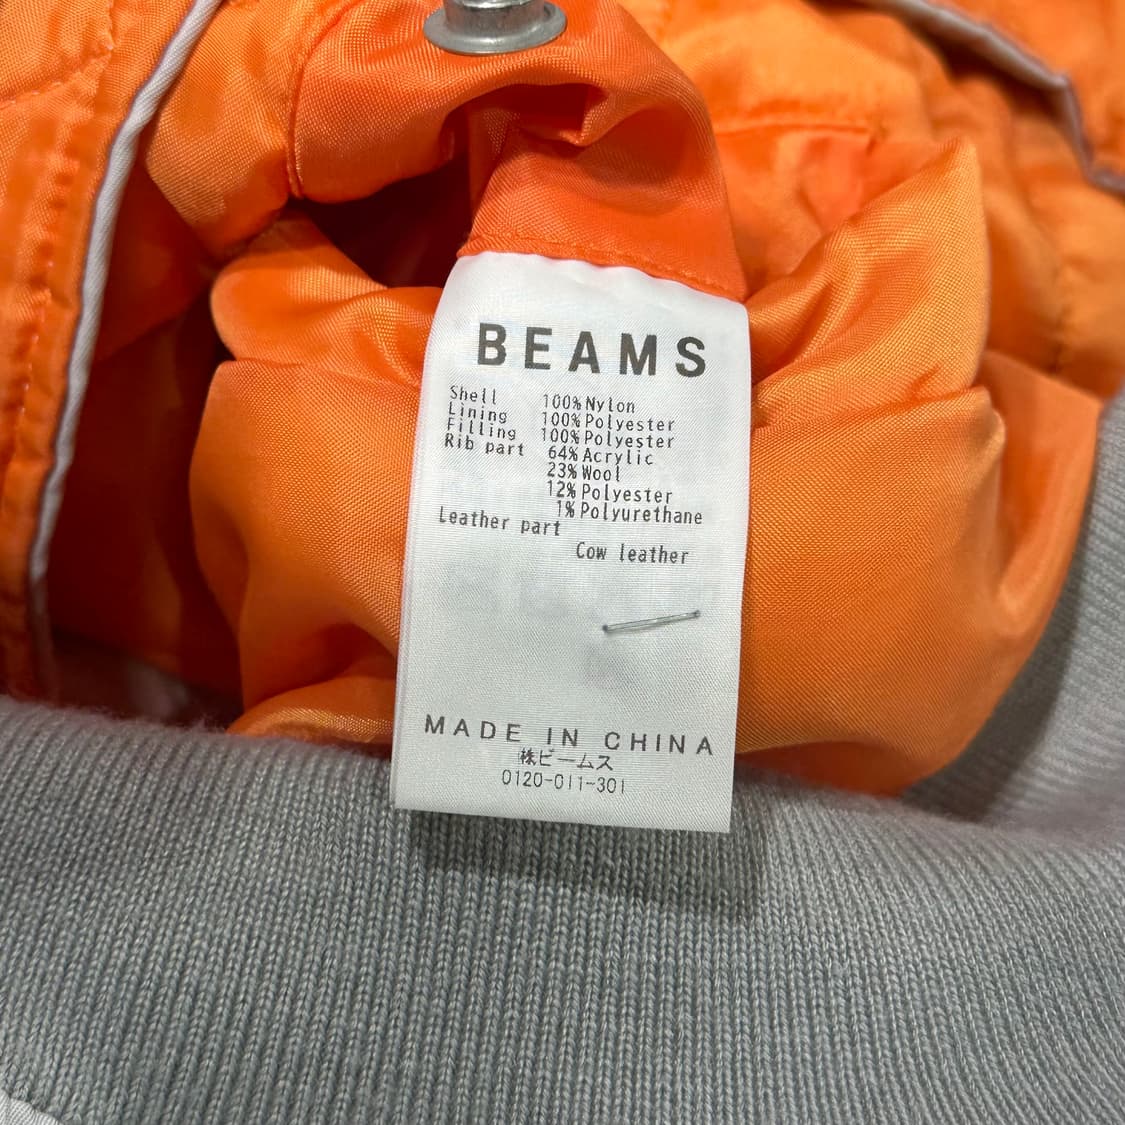 BEAMS
Shell 100% Nylon
Lining 100% Polyester
Filling 100% Polyester
Rib part 64% Acrylic
23% Wool
12% Polyester
1% Polyurethane
Leather part
Cow leather
MADE IN CHINA
㈱ビームス
0120-011-301